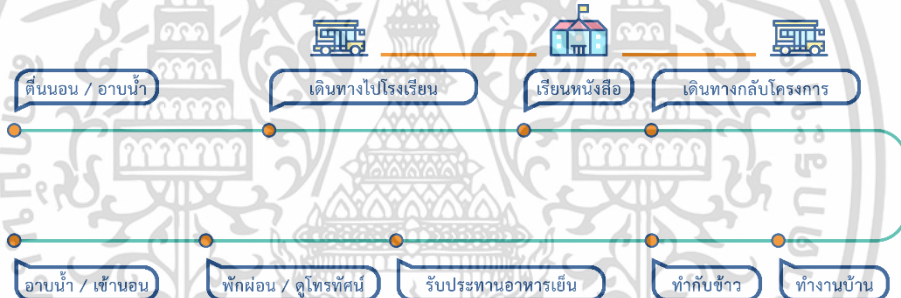 ตื่นนอน / อาบน้ำ
เดินทางไปโรงเรียน
เรียนหนังสือ
เดินทางกลับโครงการ
ทำงานบ้าน
ทำกับข้าว
รับประทานอาหารเย็น
พักผ่อน / ดูโทรทัศน์
อาบน้ำ / เข้านอน